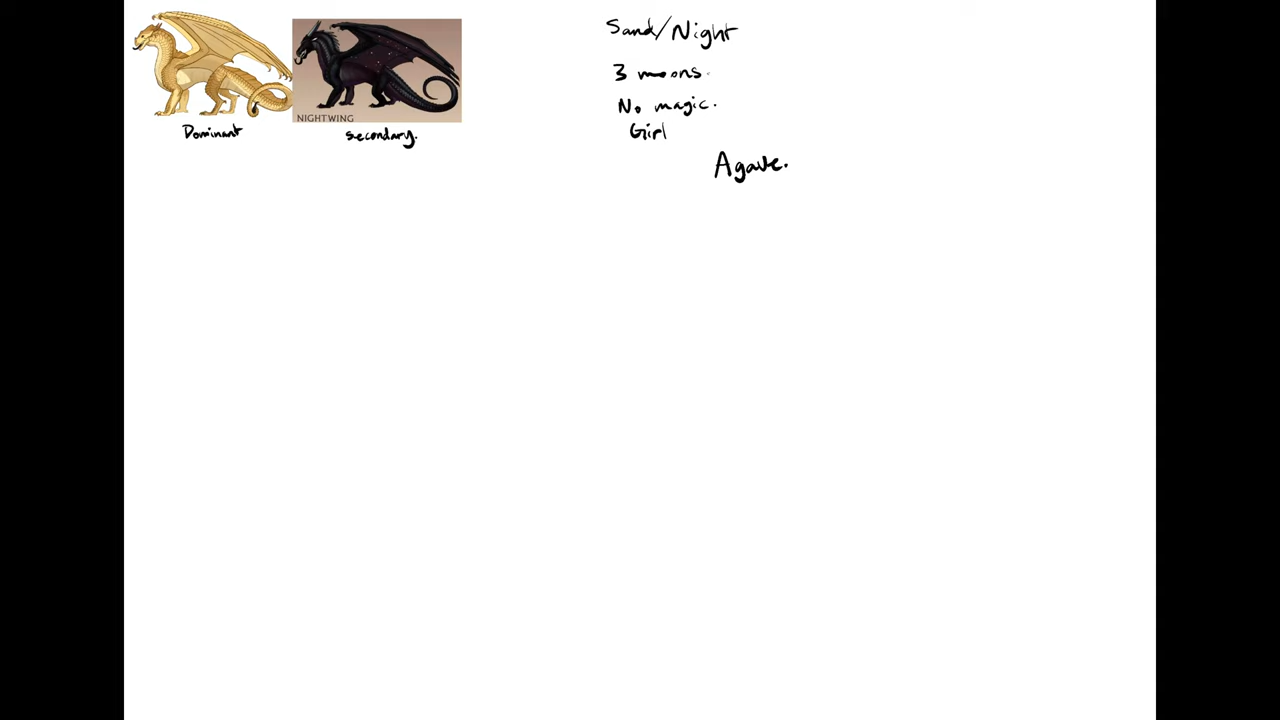 NIGHTWING
Dominant
secondary.
Sand/Night
3 moons.
No magic.
Girl
Agave.